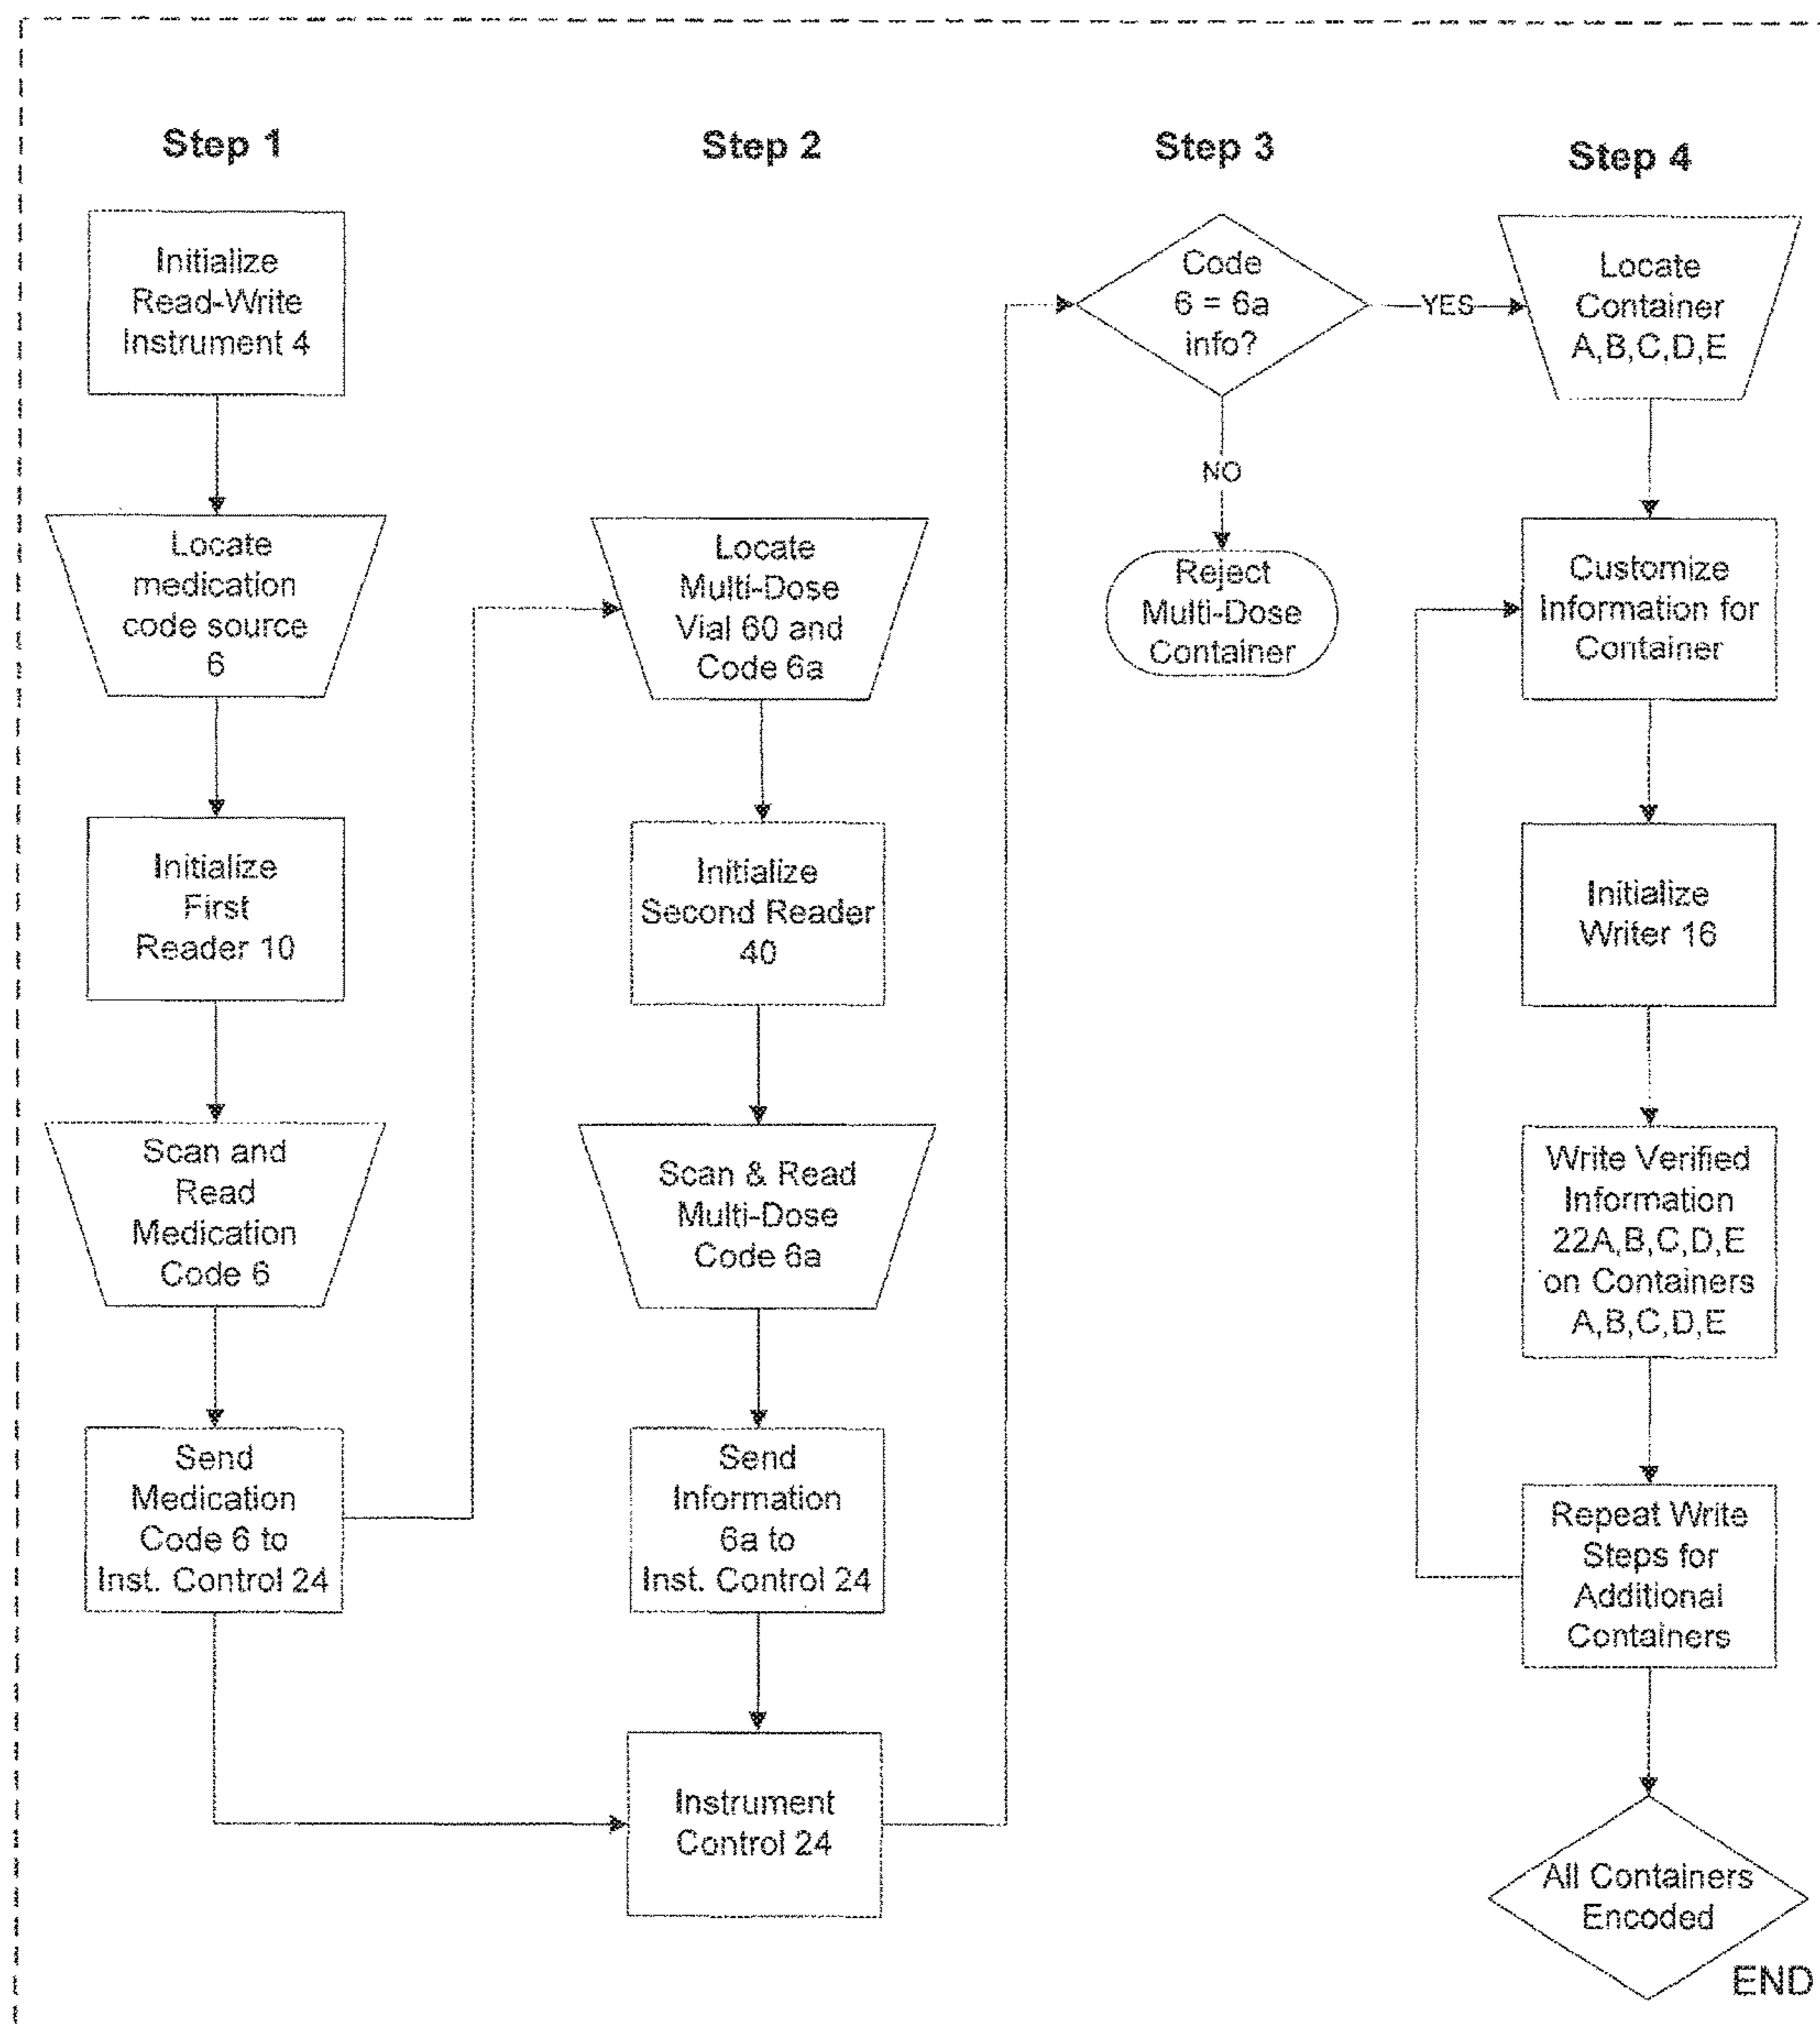 Step 1
Initialize
Read-Write
Instrument 4
Locate
medication
code source
6
Initialize
First
Reader 10
Scan and
Read
Medication
Code 6
Send
Medication
Code 6 to
Inst. Control 24
Step 2
Locate
Multi-Dose
Vial 60 and
Code 6a
Initialize
Second Reader
40
Scan & Read
Multi-Dose
Code 6a
Send
Information
6a to
Inst. Control 24
Instrument
Control 24
Step 3
Code
6 = 6a
info?
YES
NO
Reject
Multi-Dose
Container
Step 4
Locate
Container
A,B,C,D,E
Customize
Information for
Container
Initialize
Writer 16
Write Verified
Information
22A,B,C,D,E
on Containers
A,B,C,D,E
Repeat Write
Steps for
Additional
Containers
All Containers
Encoded
END